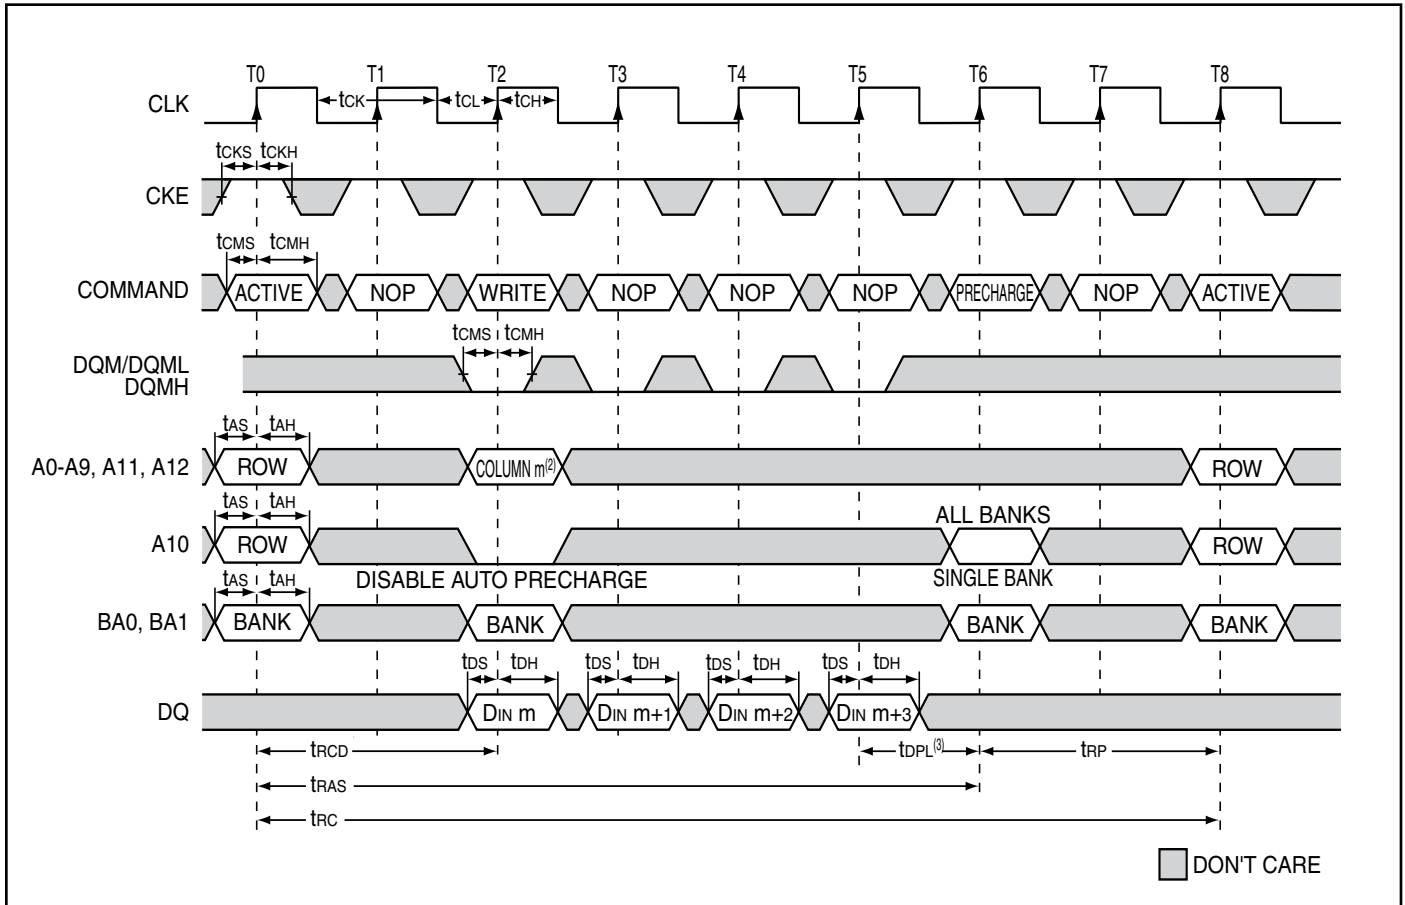 T0 T1 T2 T3 T4 T5 T6 T7 T8
CLK tCK tCL tCH
tCKS tCKH
CKE
tCMS tCMH
COMMAND ACTIVE NOP WRITE NOP NOP NOP PRECHARGE NOP ACTIVE
tCMS tCMH
DQM/DQML
DQMH
tAS tAH
A0-A9, A11, A12 ROW COLUMN m(2) ROW
tAS tAH ALL BANKS
A10 ROW ROW
tAS tAH DISABLE AUTO PRECHARGE SINGLE BANK
BA0, BA1 BANK BANK BANK BANK
tDS tDH tDS tDH tDS tDH tDS tDH
DQ DIN m DIN m+1 DIN m+2 DIN m+3
tRCD tDPL(3) tRP
tRAS
tRC
DON'T CARE